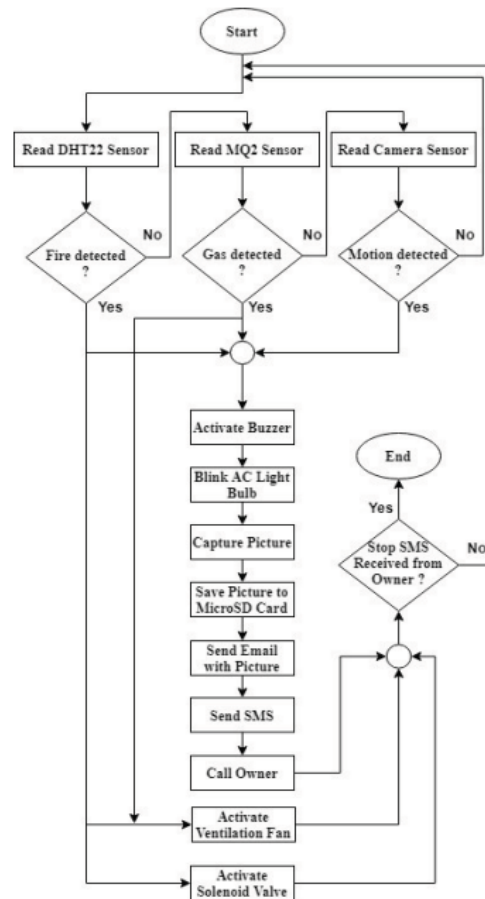 Start
Read DHT22 Sensor
Read MQ2 Sensor
Read Camera Sensor
Fire detected
?
No
Gas detected
?
No
Motion detected
?
No
Yes
Yes
Yes
Activate Buzzer
Blink AC Light
Bulb
Capture Picture
Save Picture to
MicroSD Card
Send Email
with Picture
Send SMS
Call Owner
Activate
Ventilation Fan
Activate
Solenoid Valve
End
Yes
Stop SMS
Received from
Owner ?
No